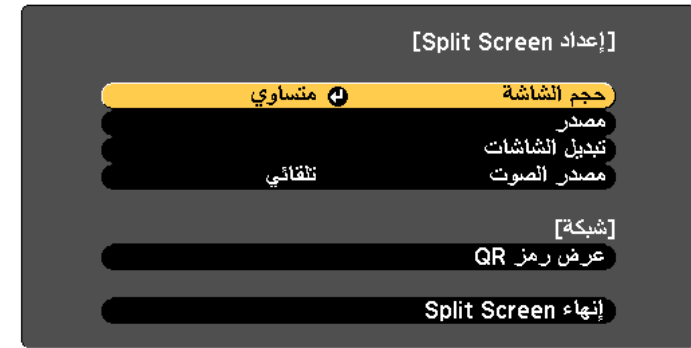 [إعداد Split Screen]
حجم الشاشة متساوي
مصدر
تبديل الشاشات
مصدر الصوت تلقائي
[شبكة]
عرض رمز QR
إنهاء Split Screen